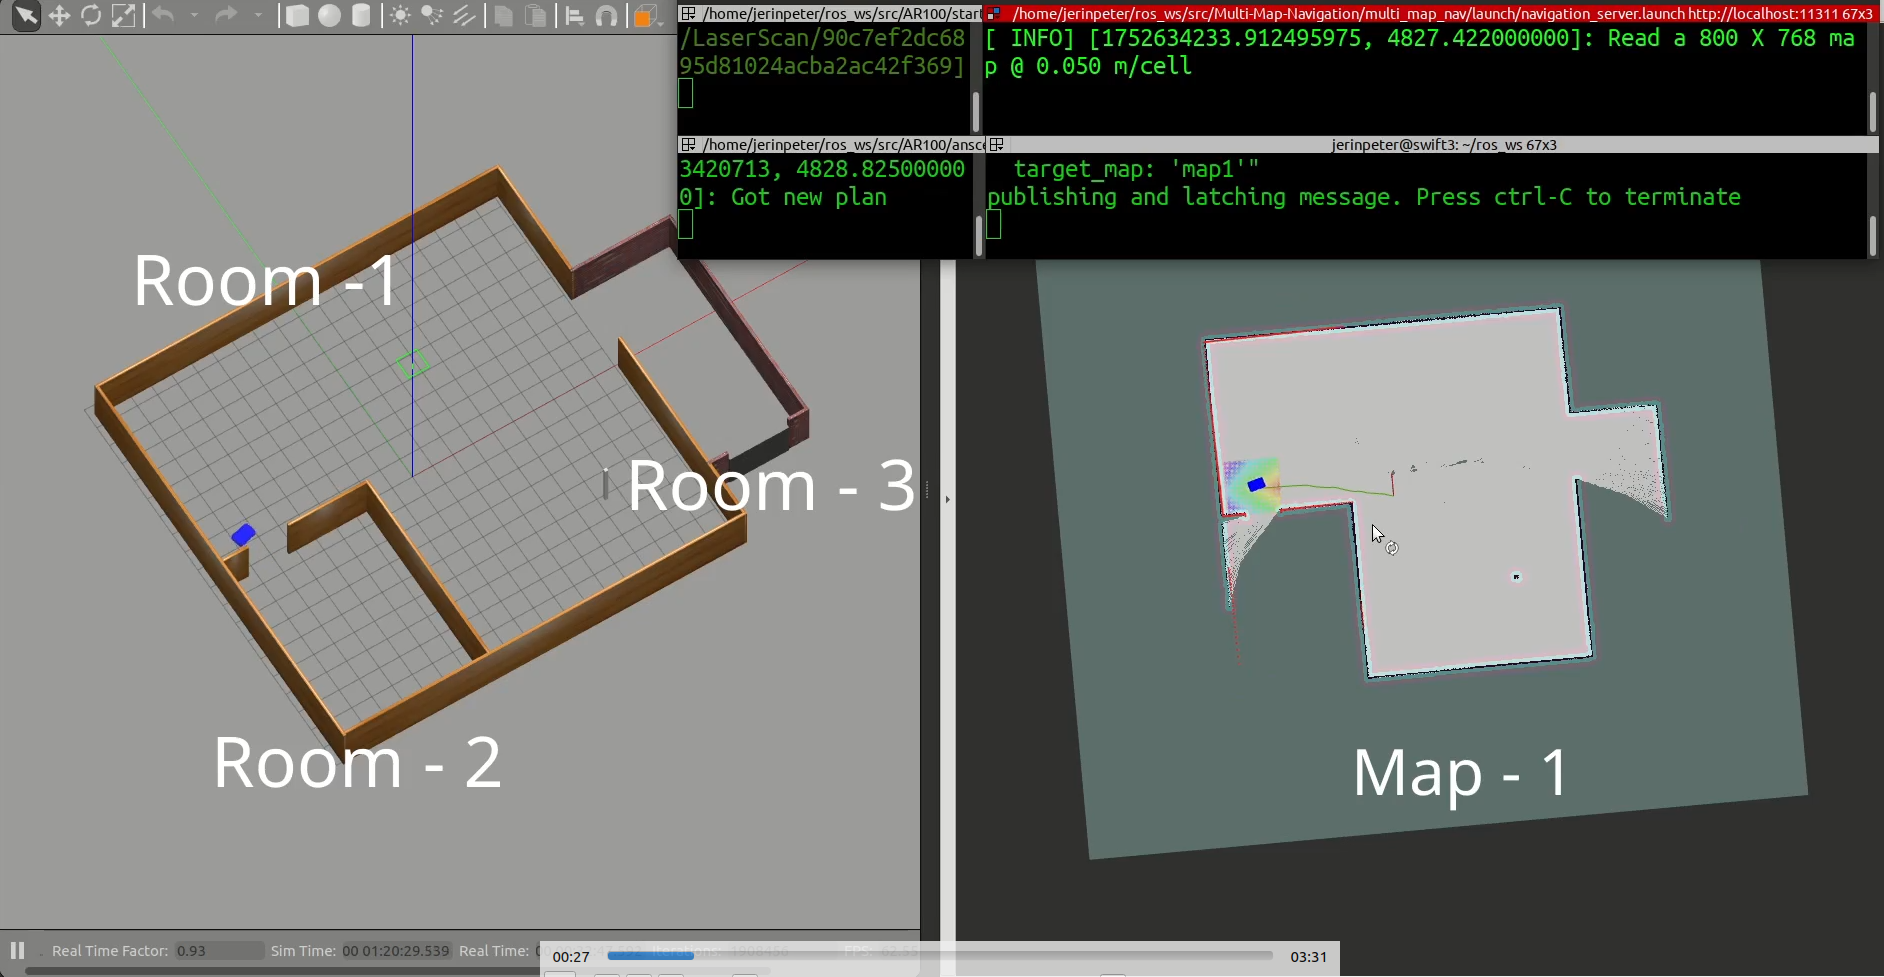 /home/jerinpeter/ros_ws/src/AR100/star
/home/jerinpeter/ros_ws/src/Multi-Map-Navigation/multi_map_nav/launch/navigation_server.launch http://localhost:11311 67x3
/LaserScan/90c7ef2dc68
95d81024acba2ac42f369]
[ INFO] [1752634233.912495975, 4827.422000000]: Read a 800 X 768 ma
p @ 0.050 m/cell
/home/jerinpeter/ros_ws/src/AR100/ansc
jerinpeter@swift3: ~/ros_ws 67x3
3420713, 4828.82500000
0]: Got new plan
target_map: 'map1'"
publishing and latching message. Press ctrl-C to terminate
Room -1
Room - 3
Room - 2
Map - 1
Real Time Factor: 0.93 Sim Time: 00 01:20:29.539 Real Time:
00:27
03:31